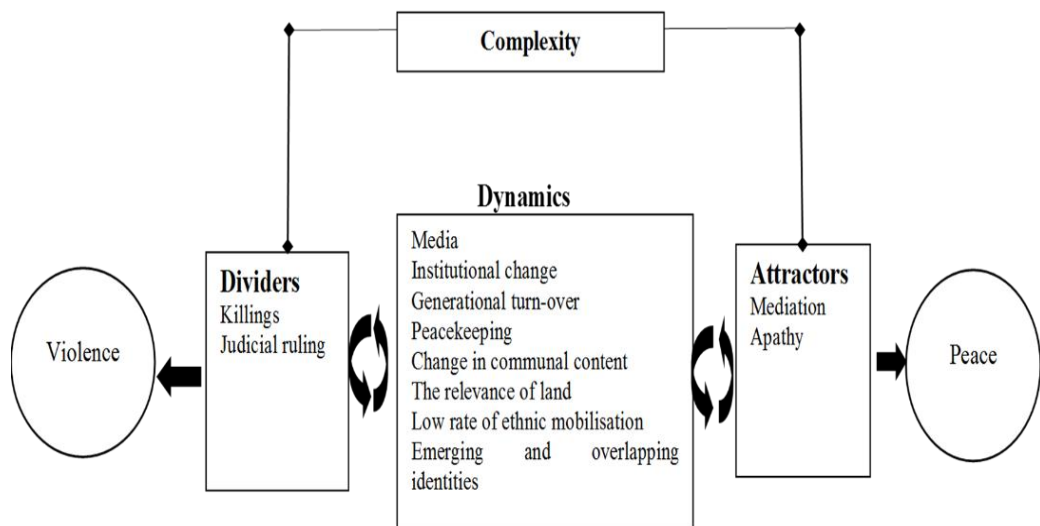 Complexity
Dynamics
Violence
Dividers
Killings
Judicial ruling
Media
Institutional change
Generational turn-over
Peacekeeping
Change in communal content
The relevance of land
Low rate of ethnic mobilisation
Emerging and overlapping
identities
Attractors
Mediation
Apathy
Peace